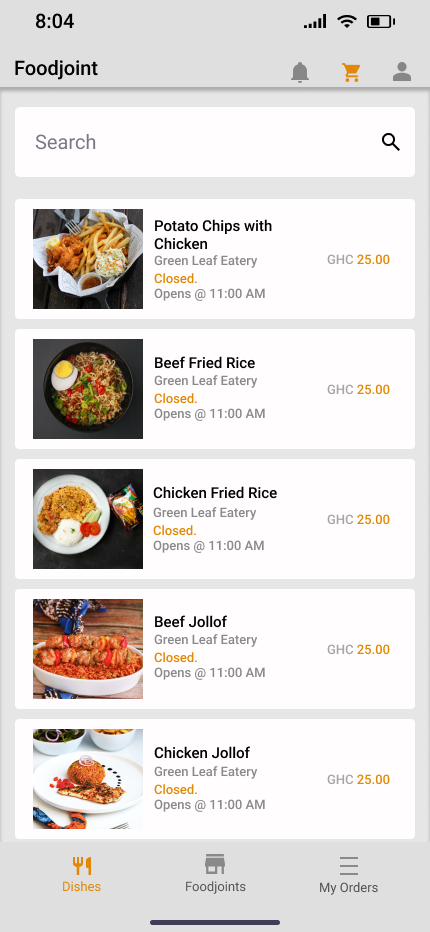 8:04
Foodjoint
Search
Potato Chips with
Chicken
Green Leaf Eatery
Closed.
Opens @ 11:00 AM
GHC 25.00
Beef Fried Rice
Green Leaf Eatery
Closed.
Opens @ 11:00 AM
GHC 25.00
Chicken Fried Rice
Green Leaf Eatery
Closed.
Opens @ 11:00 AM
GHC 25.00
Beef Jollof
Green Leaf Eatery
Closed.
Opens @ 11:00 AM
GHC 25.00
Chicken Jollof
Green Leaf Eatery
Closed.
Opens @ 11:00 AM
GHC 25.00
Dishes
Foodjoints
My Orders